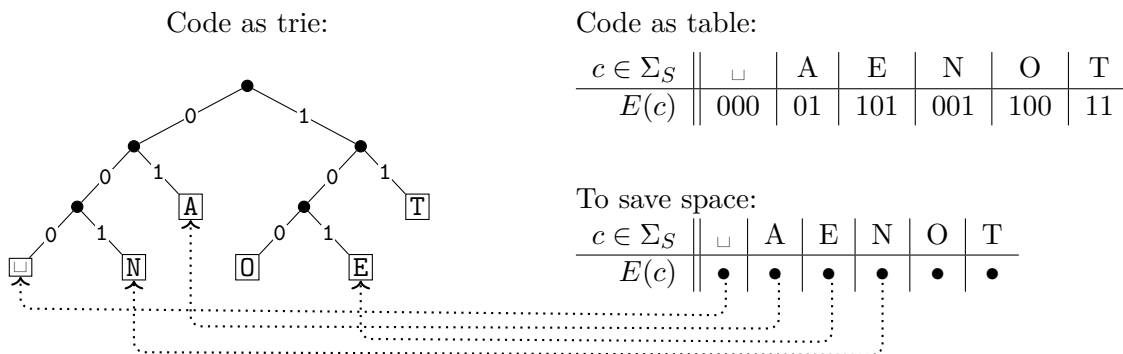 Code as trie:
0 1
0 1 0 1
A T
0 1 0 1
␣ N O E
Code as table:
c ∈ Σ_S ␣ A E N O T
E(c) 000 01 101 001 100 11
To save space:
c ∈ Σ_S ␣ A E N O T
E(c) • • • • • •